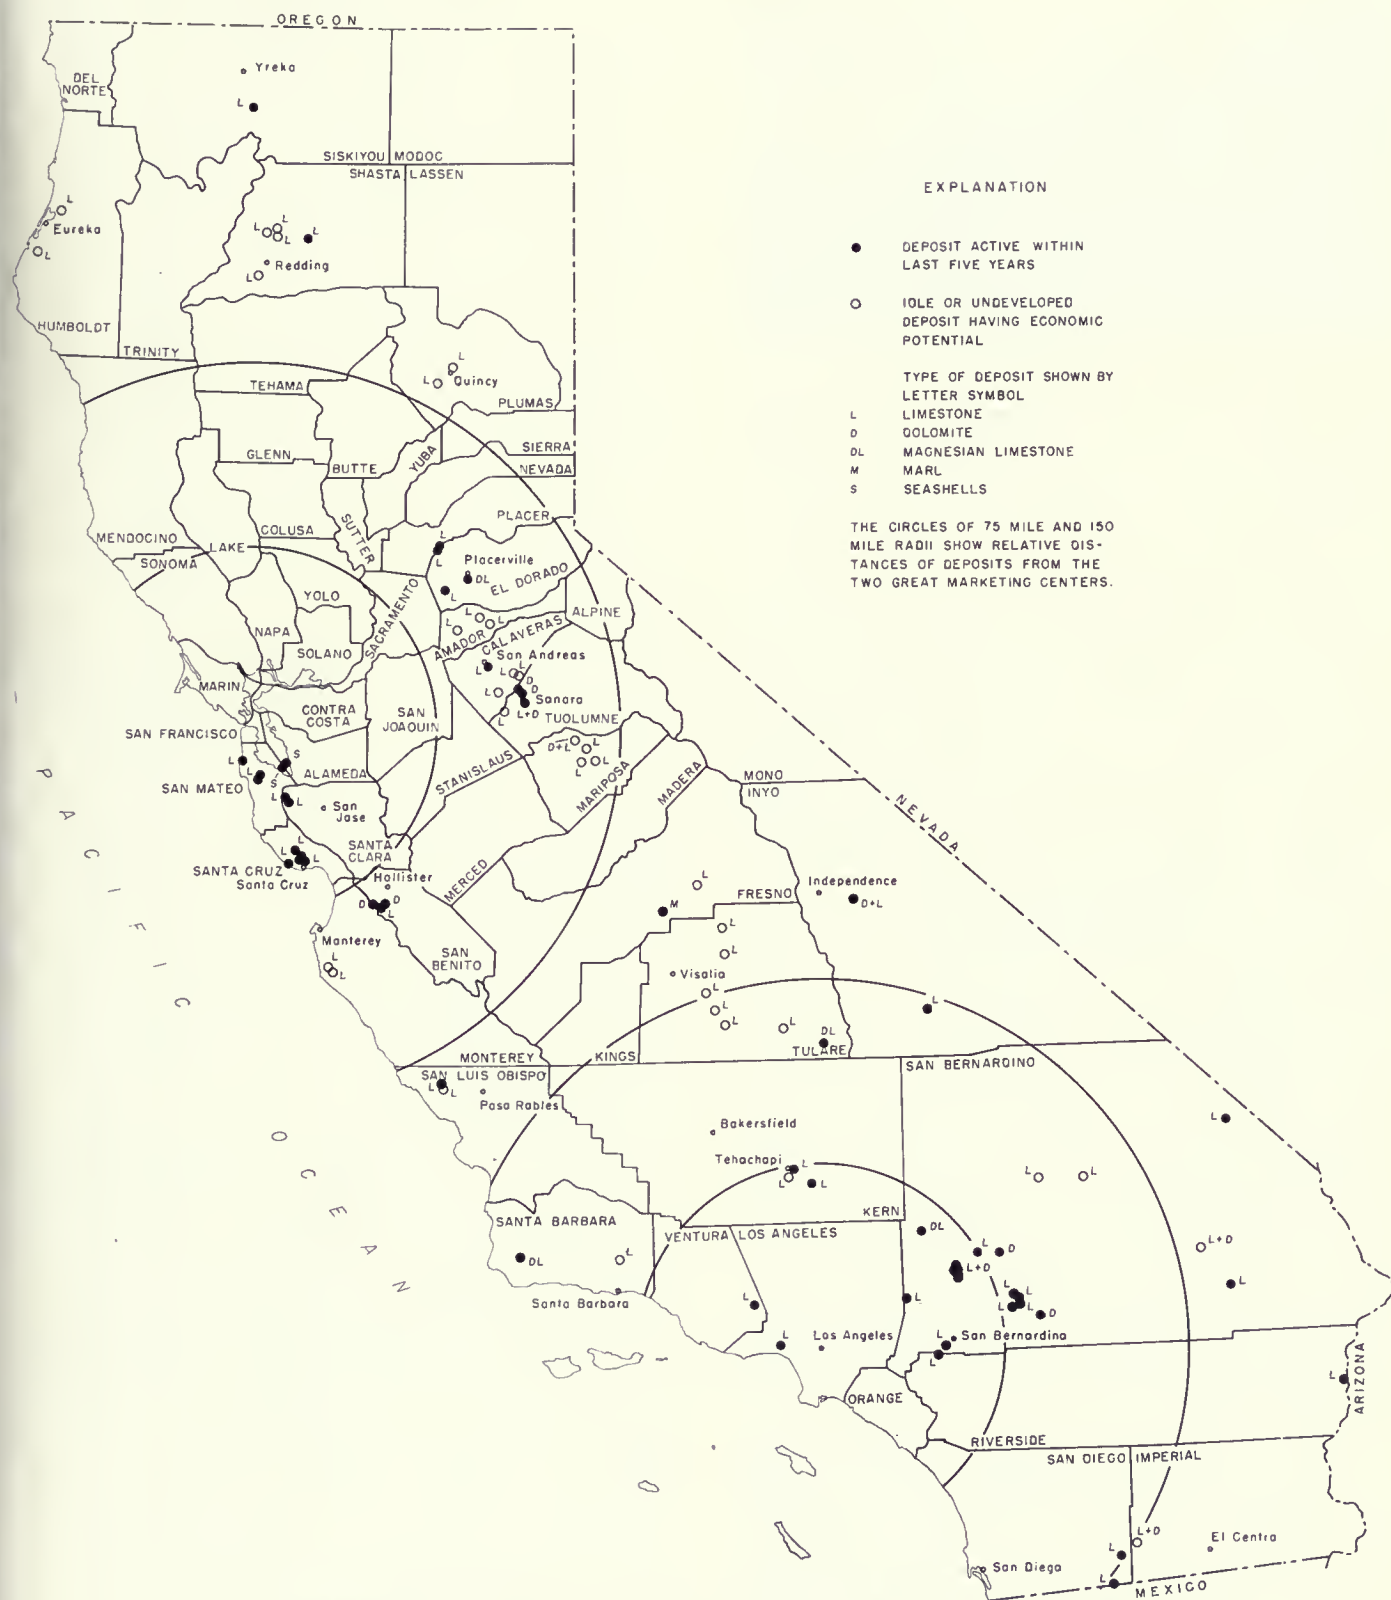 OREGON
Yreka
DEL
NORTE
L
SISKIYOU MODOC
SHASTA LASSEN
EXPLANATION
DEPOSIT ACTIVE WITHIN
LAST FIVE YEARS
IDLE OR UNDEVELOPED
DEPOSIT HAVING ECONOMIC
POTENTIAL
TYPE OF DEPOSIT SHOWN BY
LETTER SYMBOL
L LIMESTONE
D DOLOMITE
DL MAGNESIAN LIMESTONE
M MARL
S SEASHELLS
THE CIRCLES OF 75 MILE AND 150
MILE RADII SHOW RELATIVE DIS-
TANCES OF DEPOSITS FROM THE
TWO GREAT MARKETING CENTERS.
L
Eureka
L
L L
L L
Redding
L
HUMBOLDT
TRINITY
TEHAMA
L
L Quincy
PLUMAS
GLENN
BUTTE
YUBA
SIERRA
NEVADA
PLACER
SUTTER
COLUSA
MENDOCINO
LAKE
SONOMA
L
L
Placerville
DL
EL DORADO
L
YOLO
SACRAMENTO
NAPA
SOLANO
L
L L
AMADOR
ALPINE
CALAVERAS
San Andreas
L L L
D
D
L Sonora
L L+D
TUOLUMNE
MARIN
CONTRA
COSTA
SAN
JOAQUIN
SAN FRANCISCO
STANISLAUS
D+L L
L L
MARIPOSA
MADERA
MONO
INYO
L
L
S
S
ALAMEDA
SAN MATEO
L L
San
Jose
SANTA
CLARA
L
L L
SANTA CRUZ
Santa Cruz
Hollister
MERCED
D D
L
L
FRESNO
M
Independence
D+L
NEVADA
Monterey
L
L
SAN
BENITO
L
L
Visalia
L
L
L
L
DL
TULARE
L
MONTEREY
KINGS
SAN BERNARDINO
SAN LUIS OBISPO
L L
Paso Robles
PACIFIC
OCEAN
Bakersfield
Tehachapi L
L L
KERN
L
L L
SANTA BARBARA
DL
L
Santa Barbara
VENTURA LOS ANGELES
DL
L D
L+D
L+D
L
L
L
L
L L D
L
Los Angeles
L San Bernardino
L
ORANGE
RIVERSIDE
L
ARIZONA
SAN DIEGO IMPERIAL
L+D
L
El Centro
San Diego
L
MEXICO